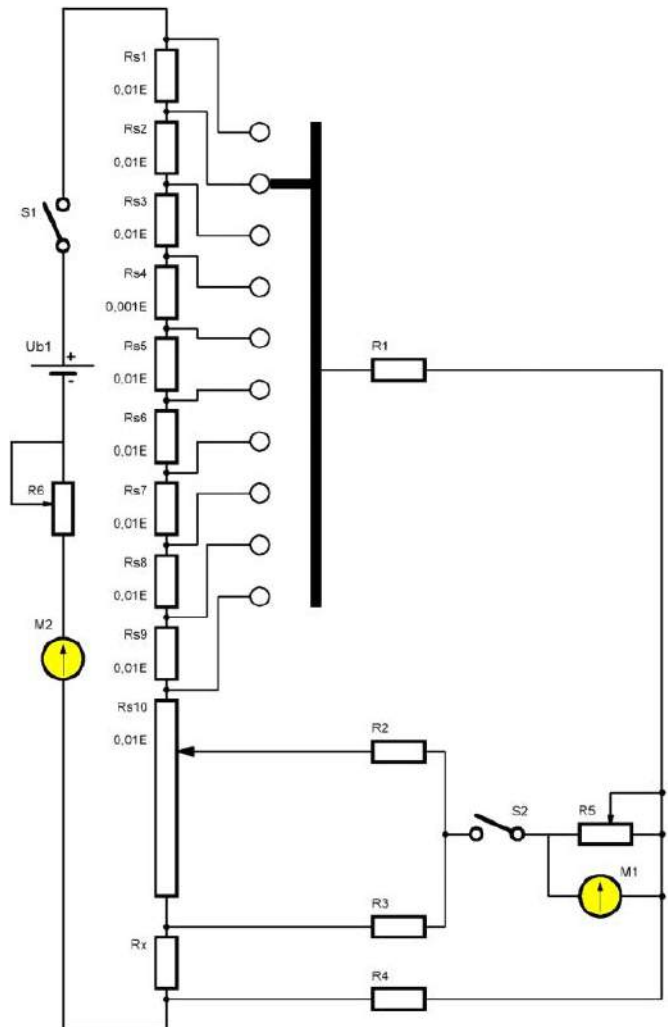 Rs1
0,01E
Rs2
0,01E
S1
Rs3
0,01E
Rs4
0,001E
Ub1
+
-
Rs5
0,01E
R1
Rs6
0,01E
R6
Rs7
0,01E
Rs8
0,01E
M2
Rs9
0,01E
Rs10
0,01E
R2
S2
R5
M1
R3
Rx
R4